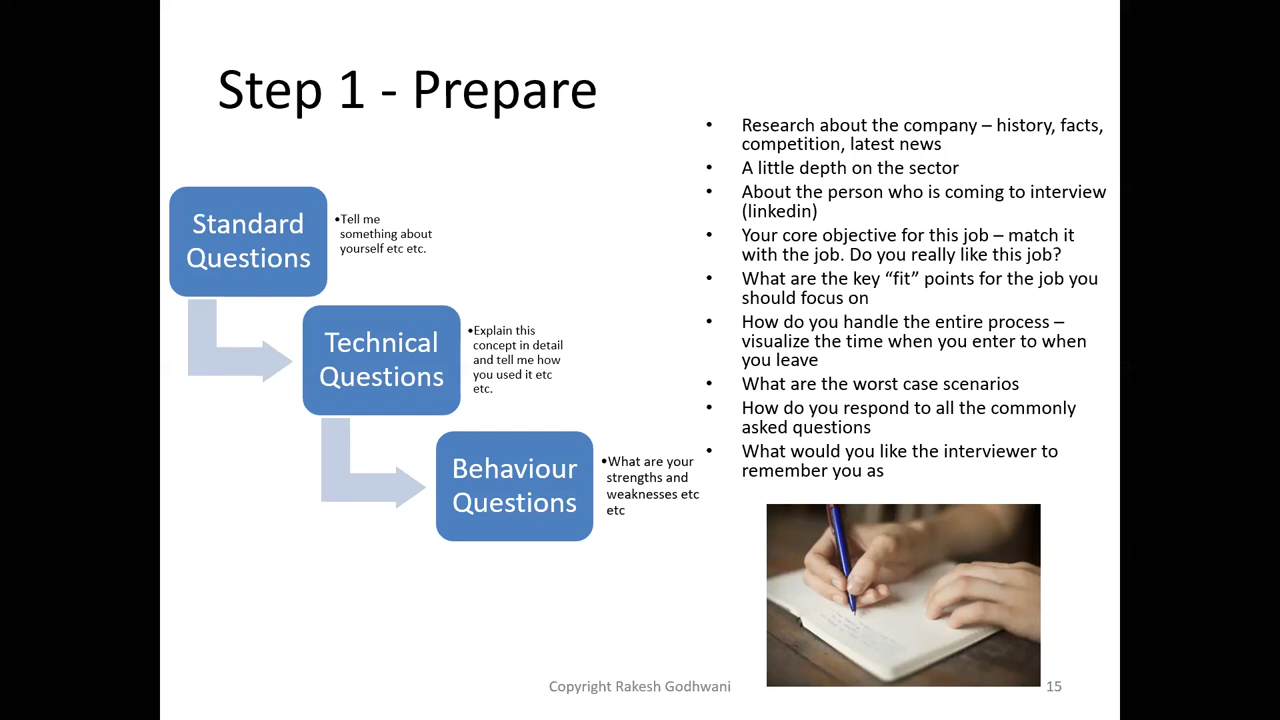 Step 1 - Prepare
Standard
Questions
•Tell me
something about
yourself etc etc.
Technical
Questions
•Explain this
concept in detail
and tell me how
you used it etc
etc.
Behaviour
Questions
•What are your
strengths and
weaknesses etc
etc
• Research about the company – history, facts,
competition, latest news
• A little depth on the sector
• About the person who is coming to interview
(linkedin)
• Your core objective for this job – match it
with the job. Do you really like this job?
• What are the key “fit” points for the job you
should focus on
• How do you handle the entire process –
visualize the time when you enter to when
you leave
• What are the worst case scenarios
• How do you respond to all the commonly
asked questions
• What would you like the interviewer to
remember you as
Copyright Rakesh Godhwani
15